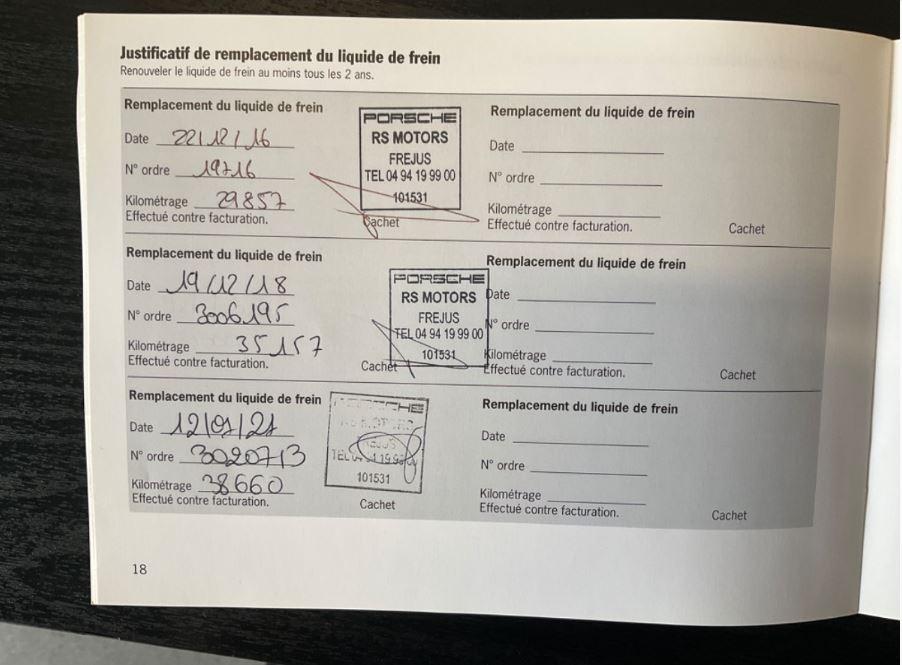 Justificatif de remplacement du liquide de frein
Renouveler le liquide de frein au moins tous les 2 ans.
Remplacement du liquide de frein
Date 22/12/16
N° ordre 19716
Kilométrage 29857
Effectué contre facturation.
PORSCHE
RS MOTORS
FREJUS
TEL 04 94 19 99 00
101531
Cachet
Remplacement du liquide de frein
Date
N° ordre
Kilométrage
Effectué contre facturation.
Cachet
Remplacement du liquide de frein
Date 19/12/18
N° ordre 3006195
Kilométrage 35157
Effectué contre facturation.
PORSCHE
RS MOTORS
FREJUS
TEL 04 94 19 99 00
101531
Cachet
Remplacement du liquide de frein
Date
N° ordre
Kilométrage
Effectué contre facturation.
Cachet
Remplacement du liquide de frein
Date 12/01/21
N° ordre 3020713
Kilométrage 38660
Effectué contre facturation.
101531
Cachet
Remplacement du liquide de frein
Date
N° ordre
Kilométrage
Effectué contre facturation.
Cachet
18